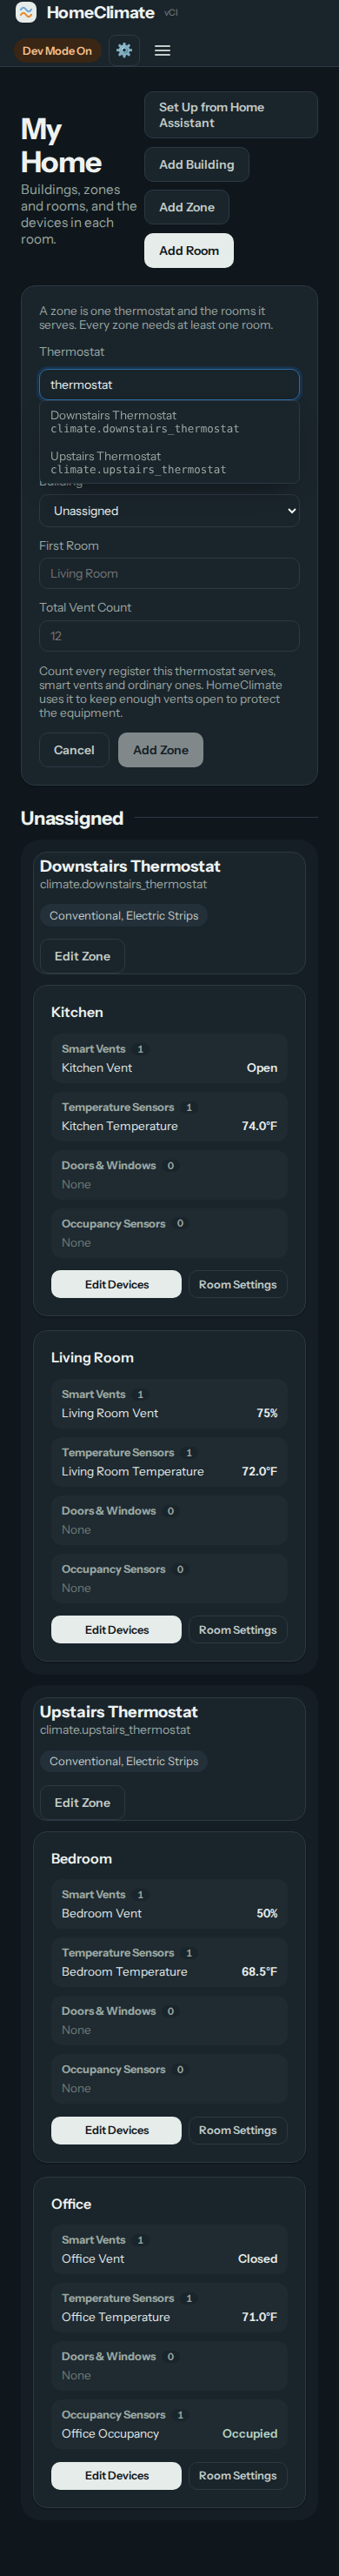 HomeClimate vCI
Dev Mode On
My
Home
Buildings, zones
and rooms, and the
devices in each
room.
Set Up from Home
Assistant
Add Building
Add Zone
Add Room
A zone is one thermostat and the rooms it
serves. Every zone needs at least one room.
Thermostat
thermostat
Downstairs Thermostat
climate.downstairs_thermostat
Upstairs Thermostat
climate.upstairs_thermostat
Building
Unassigned
First Room
Living Room
Total Vent Count
12
Count every register this thermostat serves,
smart vents and ordinary ones. HomeClimate
uses it to keep enough vents open to protect
the equipment.
Cancel
Add Zone
Unassigned
Downstairs Thermostat
climate.downstairs_thermostat
Conventional, Electric Strips
Edit Zone
Kitchen
Smart Vents 1
Kitchen Vent Open
Temperature Sensors 1
Kitchen Temperature 74.0°F
Doors & Windows 0
None
Occupancy Sensors 0
None
Edit Devices Room Settings
Living Room
Smart Vents 1
Living Room Vent 75%
Temperature Sensors 1
Living Room Temperature 72.0°F
Doors & Windows 0
None
Occupancy Sensors 0
None
Edit Devices Room Settings
Upstairs Thermostat
climate.upstairs_thermostat
Conventional, Electric Strips
Edit Zone
Bedroom
Smart Vents 1
Bedroom Vent 50%
Temperature Sensors 1
Bedroom Temperature 68.5°F
Doors & Windows 0
None
Occupancy Sensors 0
None
Edit Devices Room Settings
Office
Smart Vents 1
Office Vent Closed
Temperature Sensors 1
Office Temperature 71.0°F
Doors & Windows 0
None
Occupancy Sensors 1
Office Occupancy Occupied
Edit Devices Room Settings